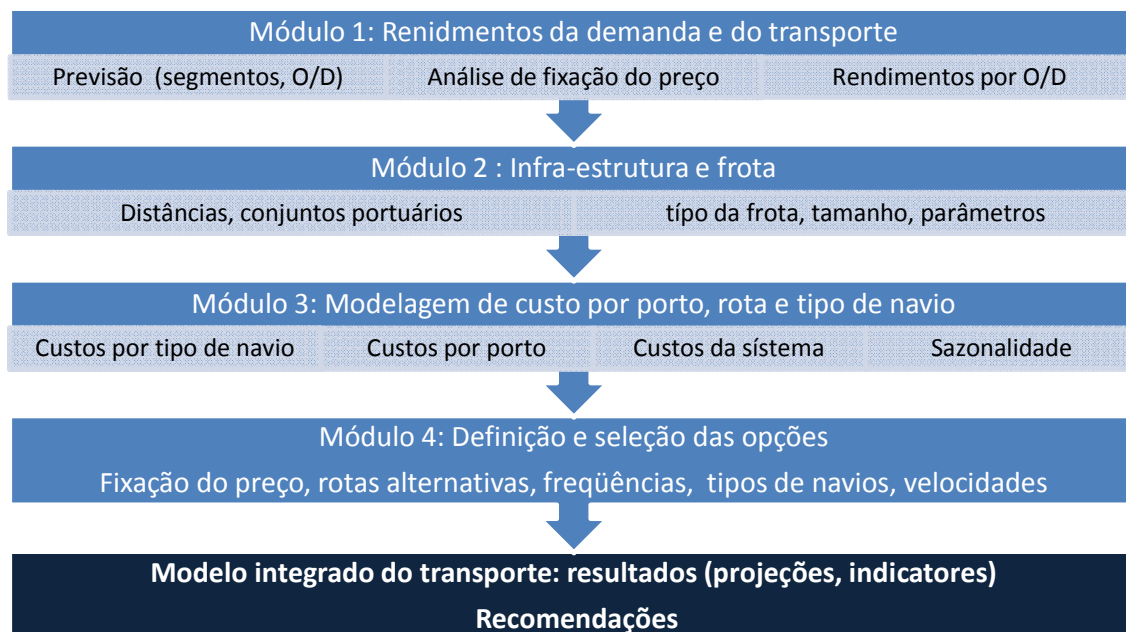 Módulo 1: Renidmentos da demanda e do transporte
Previsão (segmentos, O/D) Análise de fixação do preço Rendimentos por O/D
Módulo 2 : Infra-estrutura e frota
Distâncias, conjuntos portuários típo da frota, tamanho, parâmetros
Módulo 3: Modelagem de custo por porto, rota e tipo de navio
Custos por tipo de navio Custos por porto Custos da sístema Sazonalidade
Módulo 4: Definição e seleção das opções
Fixação do preço, rotas alternativas, freqüências, tipos de navios, velocidades
Modelo integrado do transporte: resultados (projeções, indicatores)
Recomendações